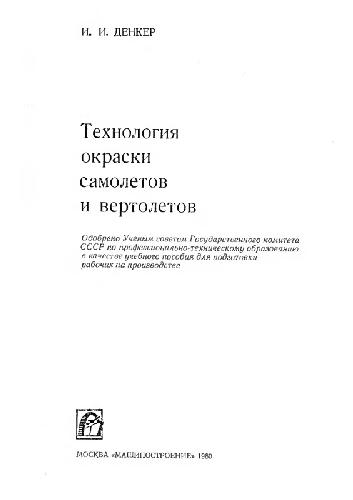 И. И. ДЕНКЕР
Технология
окраски
самолетов
и вертолетов
Одобрено Ученым советом Государственного комитета
СССР по профессионально-техническому образованию
в качестве учебного пособия для подготовки
рабочих на производстве
МОСКВА «МАШИНОСТРОЕНИЕ» 1980